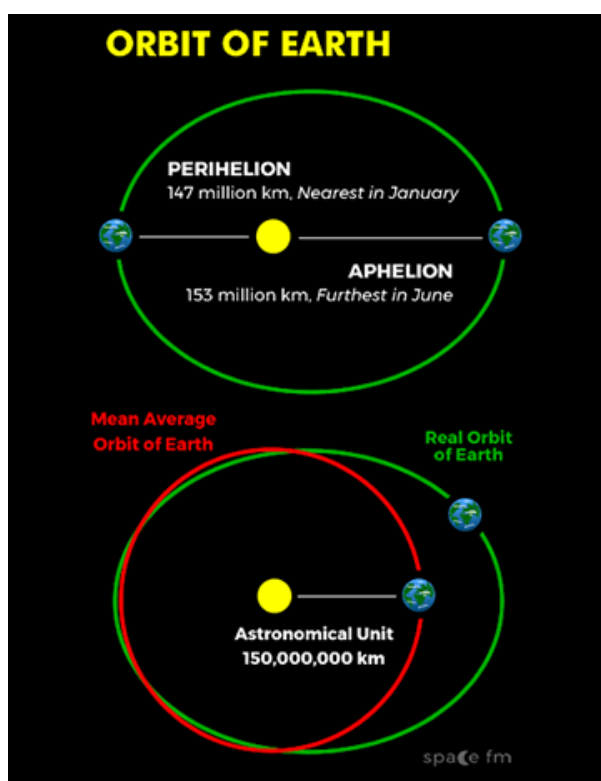 ORBIT OF EARTH
PERIHELION
147 million km, Nearest in January
APHELION
153 million km, Furthest in June
Mean Average
Orbit of Earth
Real Orbit
of Earth
Astronomical Unit
150,000,000 km
space fm